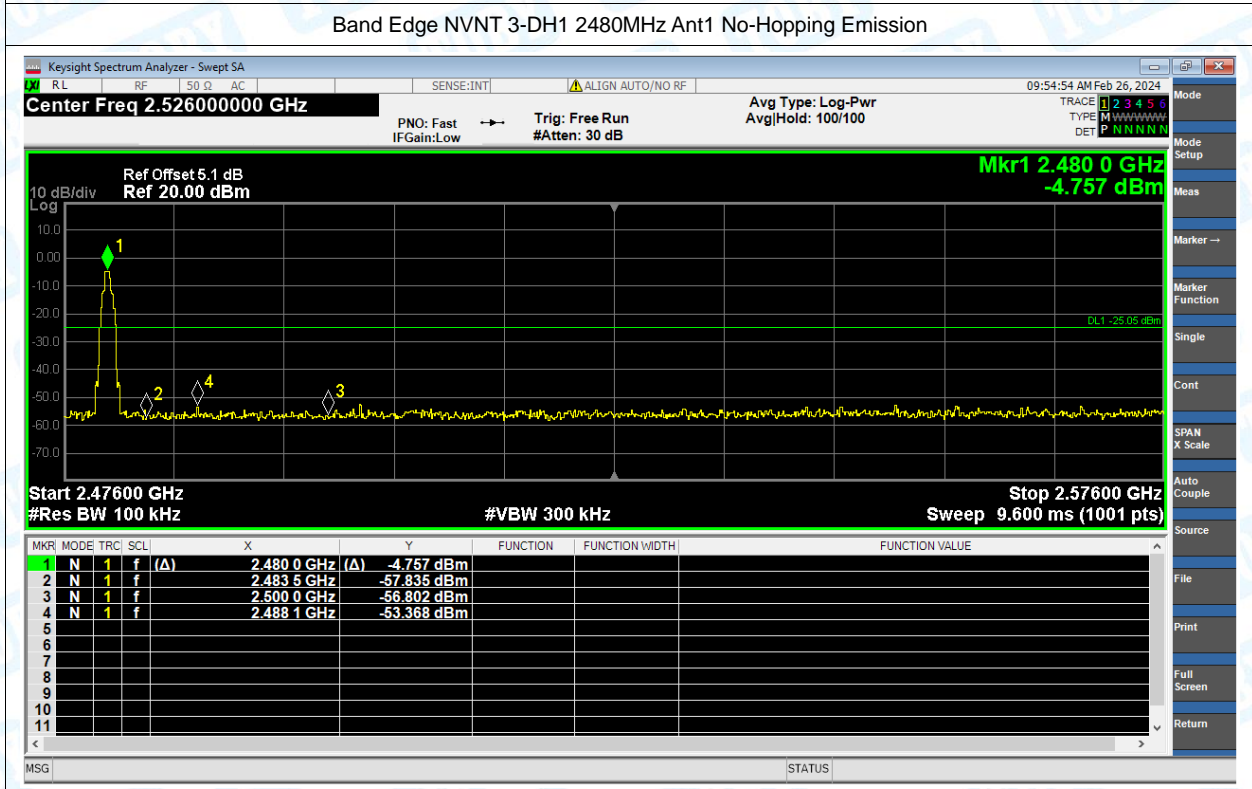 Band Edge NVNT 3-DH1 2480MHz Ant1 No-Hopping Emission
Keysight Spectrum Analyzer - Swept SA
LXI RL RF 50 Ω AC SENSE:INT ALIGN AUTO/NO RF 09:54:54 AM Feb 26, 2024
Center Freq 2.526000000 GHz
PNO: Fast
IFGain:Low
Trig: Free Run
#Atten: 30 dB
Avg Type: Log-Pwr
Avg|Hold: 100/100
TRACE 1 2 3 4 5 6
TYPE M WWWWW
DET P N N N N N
Ref Offset 5.1 dB
10 dB/div Ref 20.00 dBm
Log
Mkr1 2.480 0 GHz
-4.757 dBm
10.0
0.00
-10.0
-20.0
-30.0
-40.0
-50.0
-60.0
-70.0
1
2
4
3
DL1 -25.05 dBm
Start 2.47600 GHz Stop 2.57600 GHz
#Res BW 100 kHz #VBW 300 kHz Sweep 9.600 ms (1001 pts)
MKR MODE TRC SCL X Y FUNCTION FUNCTION WIDTH FUNCTION VALUE
1 N 1 f (Δ) 2.480 0 GHz (Δ) -4.757 dBm
2 N 1 f 2.483 5 GHz -57.835 dBm
3 N 1 f 2.500 0 GHz -56.802 dBm
4 N 1 f 2.488 1 GHz -53.368 dBm
5
6
7
8
9
10
11
MSG STATUS
Mode
Mode
Setup
Meas
Marker →
Marker
Function
Single
Cont
SPAN
X Scale
Auto
Couple
Source
File
Print
Full
Screen
Return